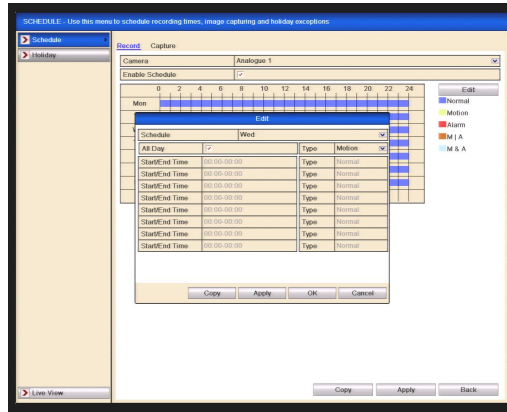 SCHEDULE - Use this menu to schedule recording times, image capturing and holiday exceptions
Schedule
Holiday
Record Capture
Camera Analogue 1
Enable Schedule
0 2 4 6 8 10 12 14 16 18 20 22 24
Edit
Mon
Normal
Motion
Alarm
M | A
M & A
Edit
Schedule Wed
All Day Type Motion
Start/End Time 00:00-00:00 Type Normal
Start/End Time 00:00-00:00 Type Normal
Start/End Time 00:00-00:00 Type Normal
Start/End Time 00:00-00:00 Type Normal
Start/End Time 00:00-00:00 Type Normal
Start/End Time 00:00-00:00 Type Normal
Start/End Time 00:00-00:00 Type Normal
Start/End Time 00:00-00:00 Type Normal
Copy Apply OK Cancel
Live View
Copy Apply Back